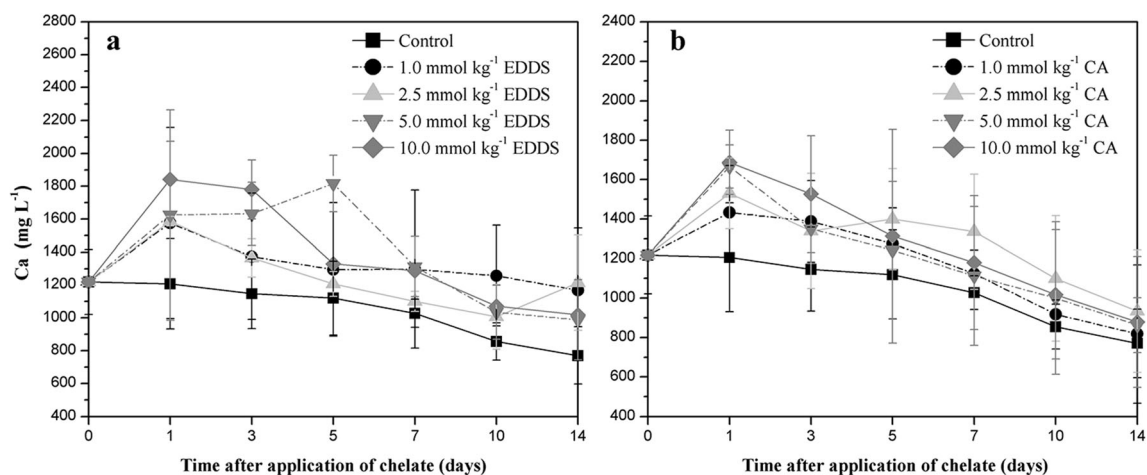 a
Control
1.0 mmol kg⁻¹ EDDS
2.5 mmol kg⁻¹ EDDS
5.0 mmol kg⁻¹ EDDS
10.0 mmol kg⁻¹ EDDS
2800
2600
2400
2200
2000
1800
1600
1400
1200
1000
800
600
400
Ca (mg L⁻¹)
0 1 3 5 7 10 14
Time after application of chelate (days)
b
Control
1.0 mmol kg⁻¹ CA
2.5 mmol kg⁻¹ CA
5.0 mmol kg⁻¹ CA
10.0 mmol kg⁻¹ CA
2400
2200
2000
1800
1600
1400
1200
1000
800
600
400
0 1 3 5 7 10 14
Time after application of chelate (days)